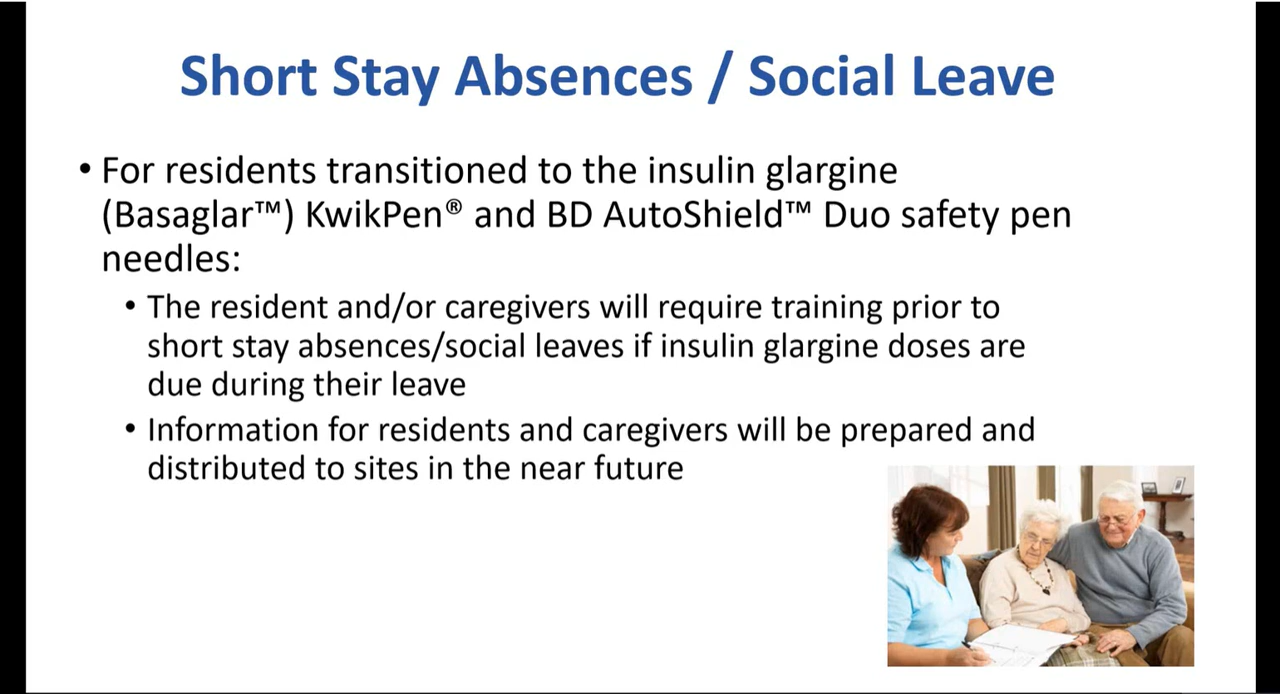 Short Stay Absences / Social Leave
• For residents transitioned to the insulin glargine
(Basaglar™) KwikPen® and BD AutoShield™ Duo safety pen
needles:
• The resident and/or caregivers will require training prior to
short stay absences/social leaves if insulin glargine doses are
due during their leave
• Information for residents and caregivers will be prepared and
distributed to sites in the near future